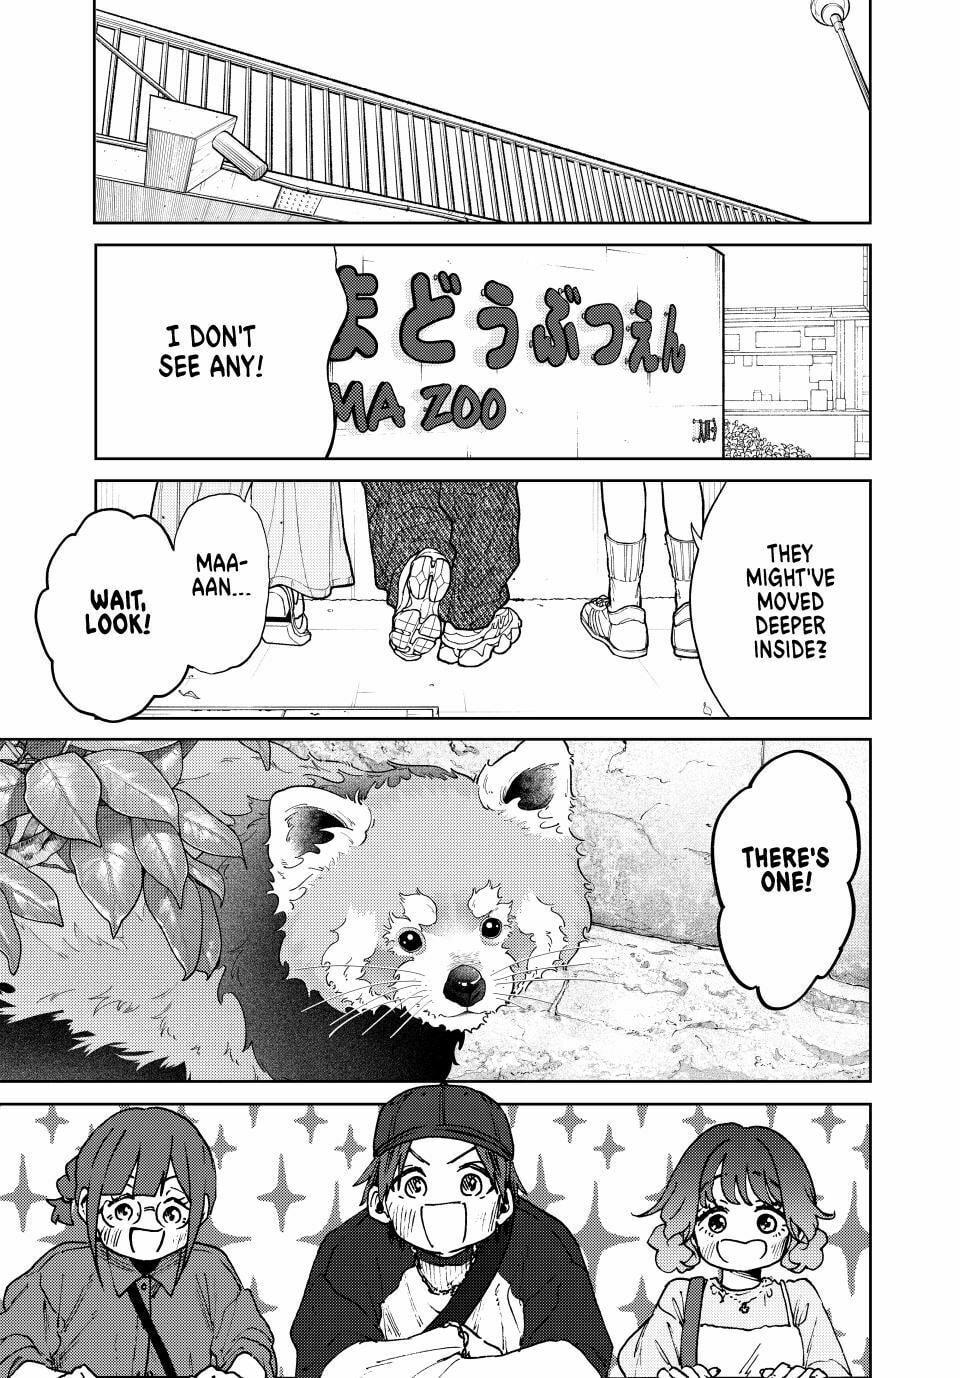 まどうぶつえん
MA ZOO
I DON'T
SEE ANY!
THEY
MIGHT'VE
MOVED
DEEPER
INSIDE?
MAA-
AAN...
WAIT,
LOOK!
THERE'S
ONE!